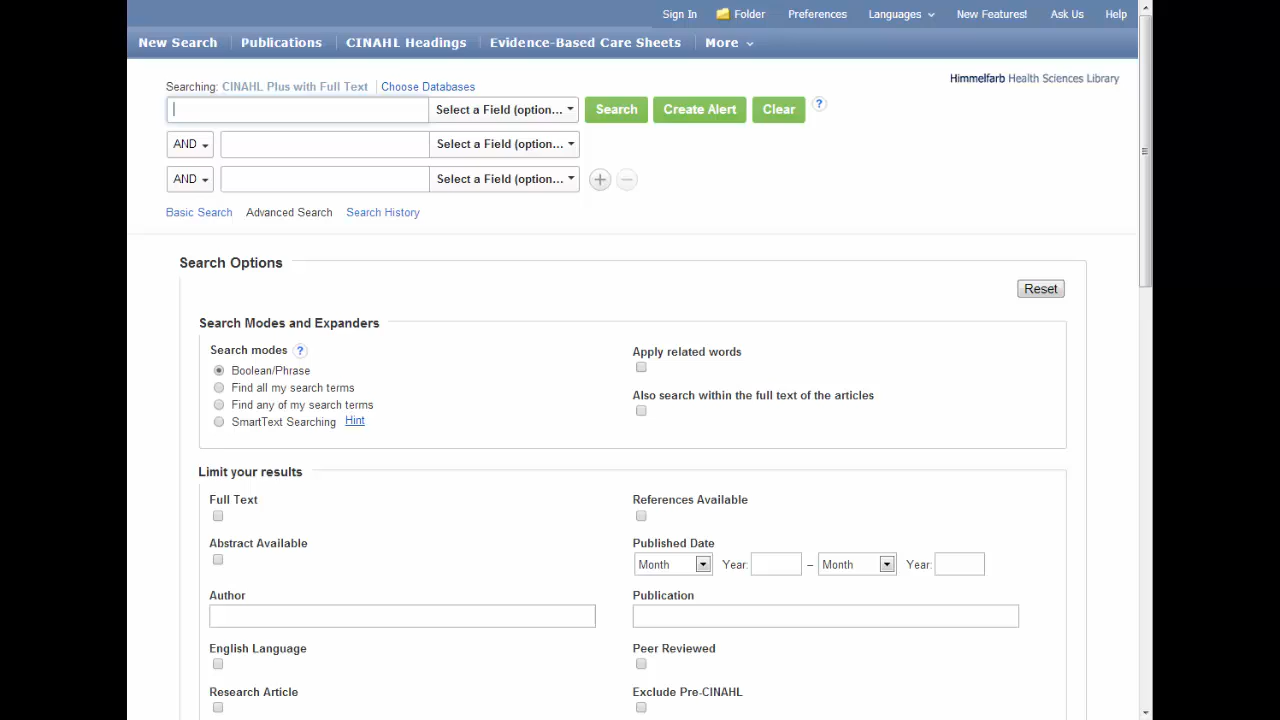 Sign In Folder Preferences Languages New Features! Ask Us Help
New Search Publications CINAHL Headings Evidence-Based Care Sheets More
Himmelfarb Health Sciences Library
Searching: CINAHL Plus with Full Text Choose Databases
Select a Field (option... Search Create Alert Clear ?
AND Select a Field (option...
AND Select a Field (option...
Basic Search Advanced Search Search History
Search Options
Reset
Search Modes and Expanders
Search modes ?
Boolean/Phrase
Find all my search terms
Find any of my search terms
SmartText Searching Hint
Apply related words
Also search within the full text of the articles
Limit your results
Full Text
References Available
Abstract Available
Published Date
Month Year: – Month Year:
Author
Publication
English Language
Peer Reviewed
Research Article
Exclude Pre-CINAHL